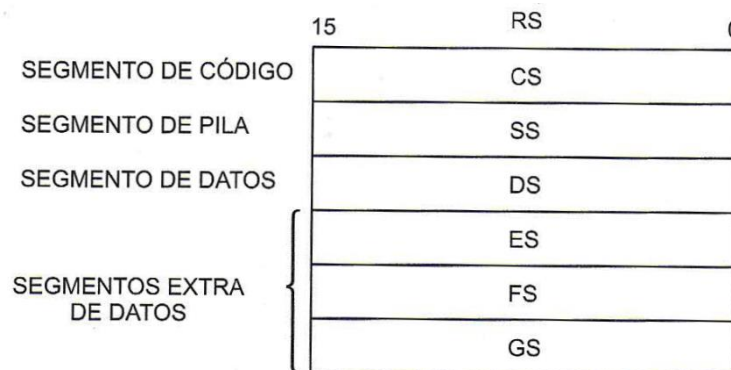 15 RS
SEGMENTO DE CÓDIGO CS
SEGMENTO DE PILA SS
SEGMENTO DE DATOS DS
ES
SEGMENTOS EXTRA
DE DATOS
FS
GS